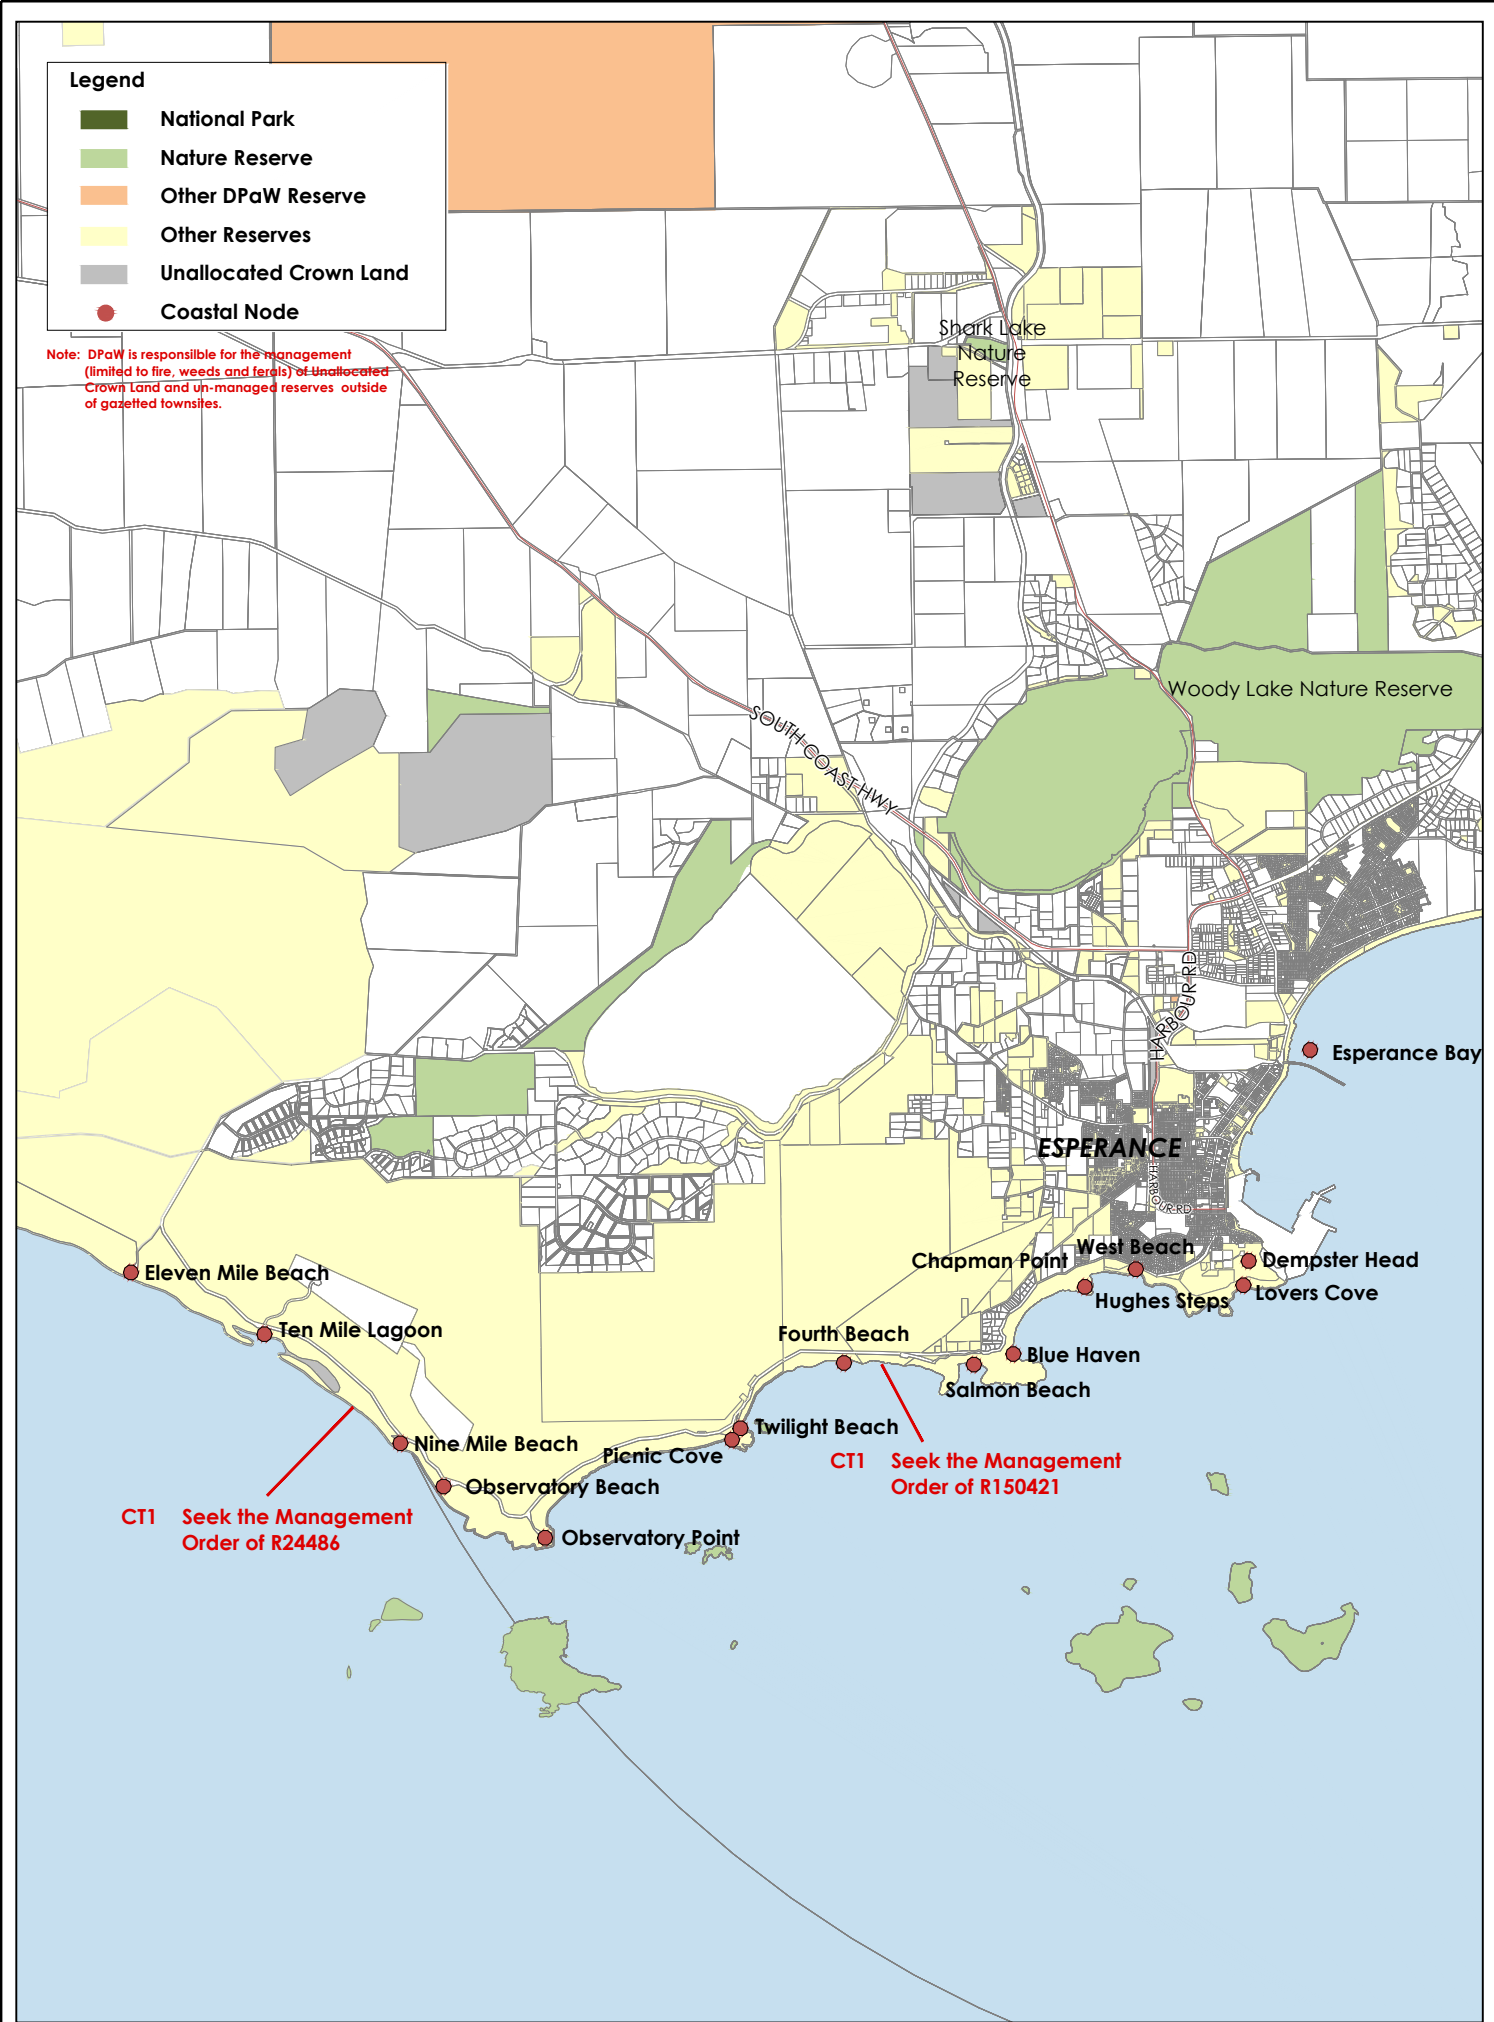 Legend
National Park
Nature Reserve
Other DPaW Reserve
Other Reserves
Unallocated Crown Land
Coastal Node
Note: DPaW is responsilble for the management
(limited to fire, weeds and ferals) of Unallocated
Crown Land and un-managed reserves outside
of gazetted townsites.
Shark Lake
Nature
Reserve
Woody Lake Nature Reserve
SOUTH COAST HWY
HARBOUR RD
Esperance Bay
ESPERANCE
HARBOUR RD
West Beach
Chapman Point
Dempster Head
Eleven Mile Beach
Lovers Cove
Hughes Steps
Ten Mile Lagoon
Fourth Beach
Blue Haven
Salmon Beach
Twilight Beach
Nine Mile Beach
Picnic Cove
CT1 Seek the Management
Order of R150421
Observatory Beach
CT1 Seek the Management
Order of R24486
Observatory Point